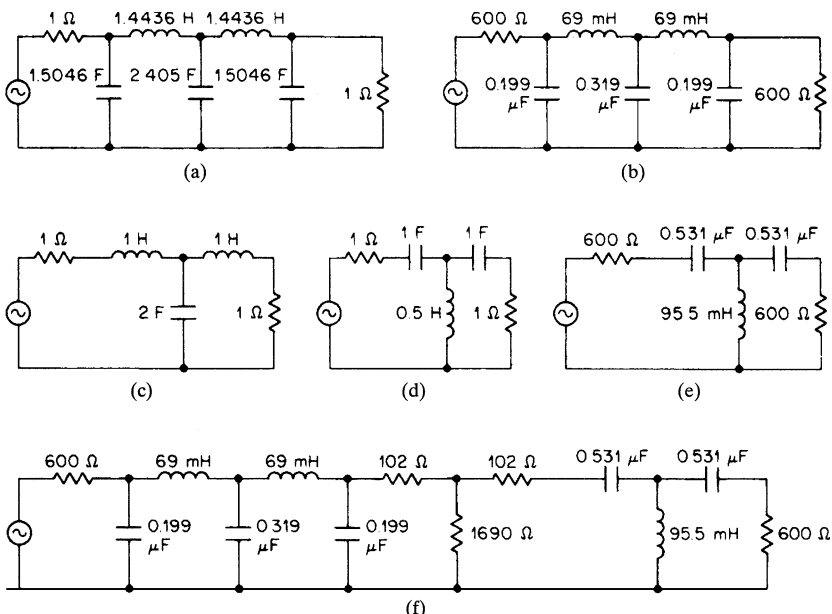 1 Ω 1.4436 H 1.4436 H
1.5046 F 2 405 F 1 5046 F
1 Ω
(a)
600 Ω 69 mH 69 mH
0.199 μF 0.319 μF 0.199 μF
600 Ω
(b)
1 Ω 1 H 1 H
2 F 1 Ω
(c)
1 Ω 1 F 1 F
0.5 H 1 Ω
(d)
600 Ω 0.531 μF 0.531 μF
95 5 mH 600 Ω
(e)
600 Ω 69 mH 69 mH 102 Ω 102 Ω 0 531 μF 0.531 μF
0.199 μF 0.319 μF 0.199 μF 1690 Ω 95.5 mH 600 Ω
(f)